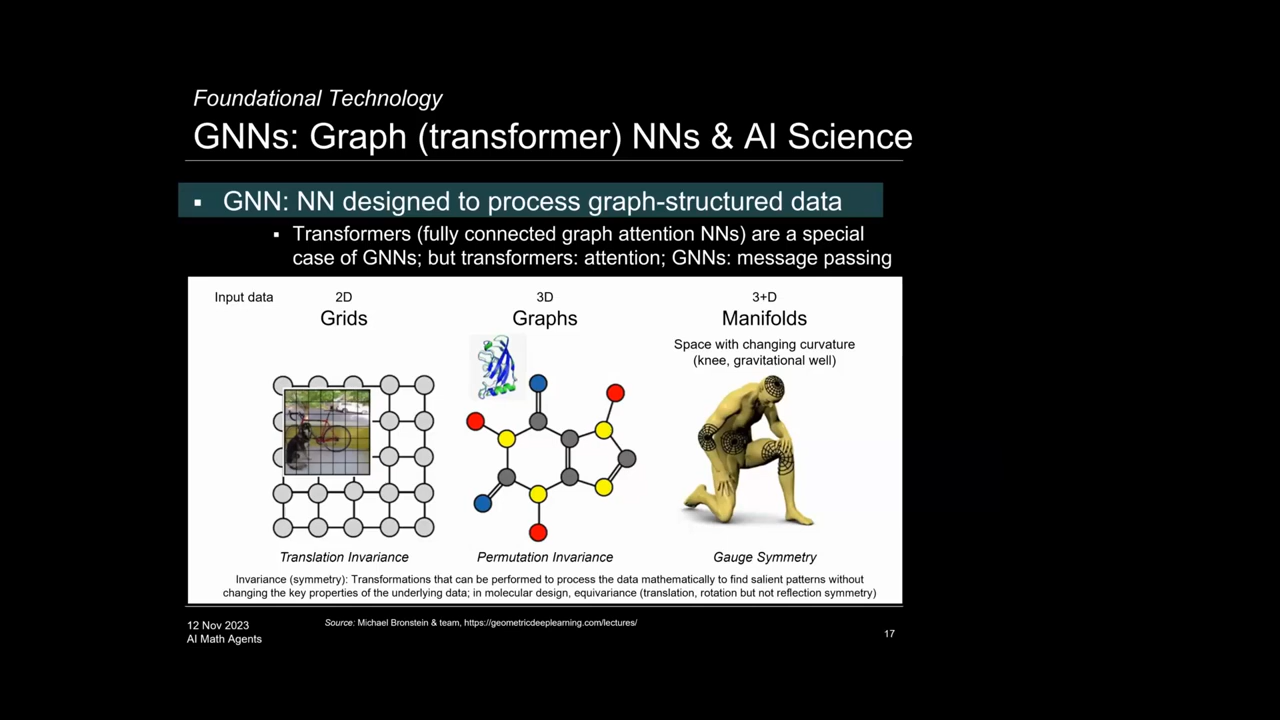 Foundational Technology
GNNs: Graph (transformer) NNs & AI Science
▪ GNN: NN designed to process graph-structured data
▪ Transformers (fully connected graph attention NNs) are a special
case of GNNs; but transformers: attention; GNNs: message passing
Input data
2D
Grids
3D
Graphs
3+D
Manifolds
Space with changing curvature
(knee, gravitational well)
Translation Invariance
Permutation Invariance
Gauge Symmetry
Invariance (symmetry): Transformations that can be performed to process the data mathematically to find salient patterns without
changing the key properties of the underlying data; in molecular design, equivariance (translation, rotation but not reflection symmetry)
12 Nov 2023
AI Math Agents
Source: Michael Bronstein & team, https://geometricdeeplearning.com/lectures/
17